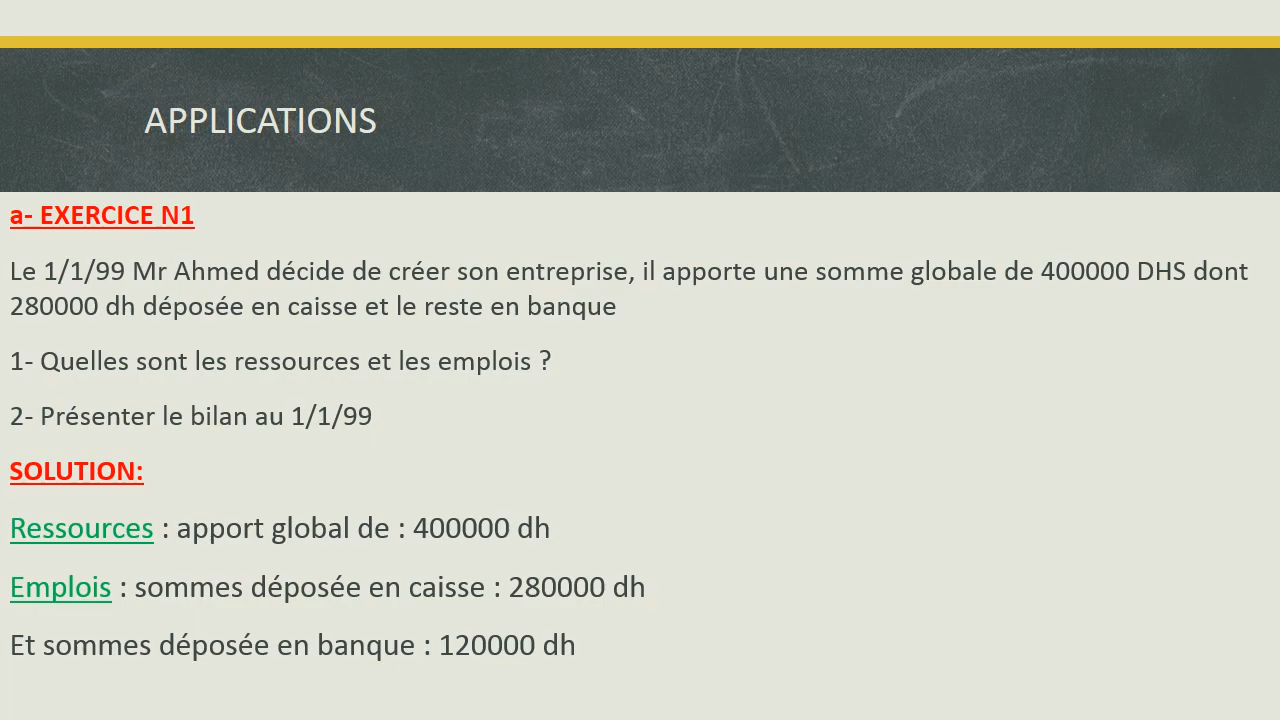 APPLICATIONS
a- EXERCICE N1
Le 1/1/99 Mr Ahmed décide de créer son entreprise, il apporte une somme globale de 400000 DHS dont
280000 dh déposée en caisse et le reste en banque
1- Quelles sont les ressources et les emplois ?
2- Présenter le bilan au 1/1/99
SOLUTION:
Ressources : apport global de : 400000 dh
Emplois : sommes déposée en caisse : 280000 dh
Et sommes déposée en banque : 120000 dh